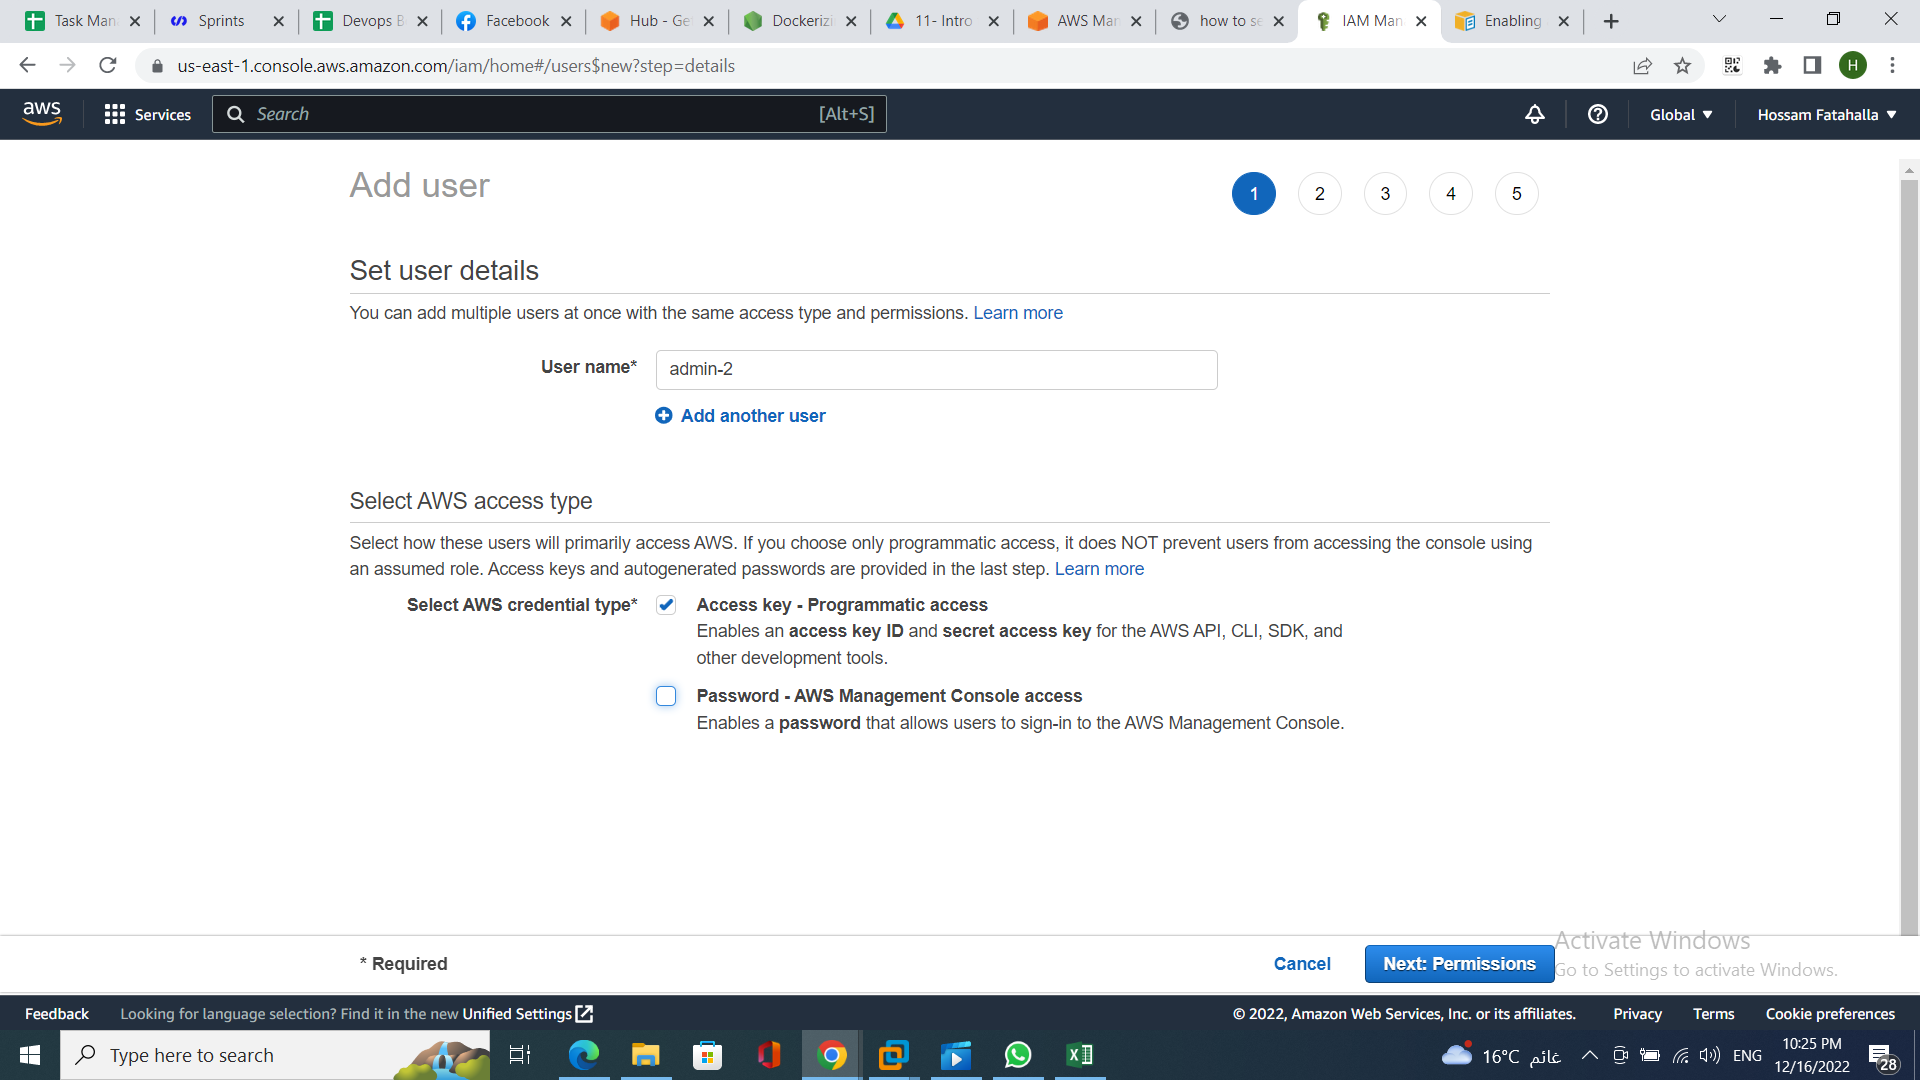 Task Man
Sprints
Devops B
Facebook
Hub - Ge
Dockerizi
11- Intro
AWS Man
how to se
IAM Man
Enabling
us-east-1.console.aws.amazon.com/iam/home#/users$new?step=details
H
aws
Services
Search
[Alt+S]
Global
Hossam Fatahalla
Add user
1 2 3 4 5
Set user details
You can add multiple users at once with the same access type and permissions. Learn more
User name*
admin-2
Add another user
Select AWS access type
Select how these users will primarily access AWS. If you choose only programmatic access, it does NOT prevent users from accessing the console using
an assumed role. Access keys and autogenerated passwords are provided in the last step. Learn more
Select AWS credential type*
Access key - Programmatic access
Enables an access key ID and secret access key for the AWS API, CLI, SDK, and
other development tools.
Password - AWS Management Console access
Enables a password that allows users to sign-in to the AWS Management Console.
Activate Windows
Go to Settings to activate Windows.
* Required
Cancel
Next: Permissions
Feedback
Looking for language selection? Find it in the new Unified Settings
© 2022, Amazon Web Services, Inc. or its affiliates.
Privacy
Terms
Cookie preferences
Type here to search
16°C غائم
ENG
10:25 PM
12/16/2022
28